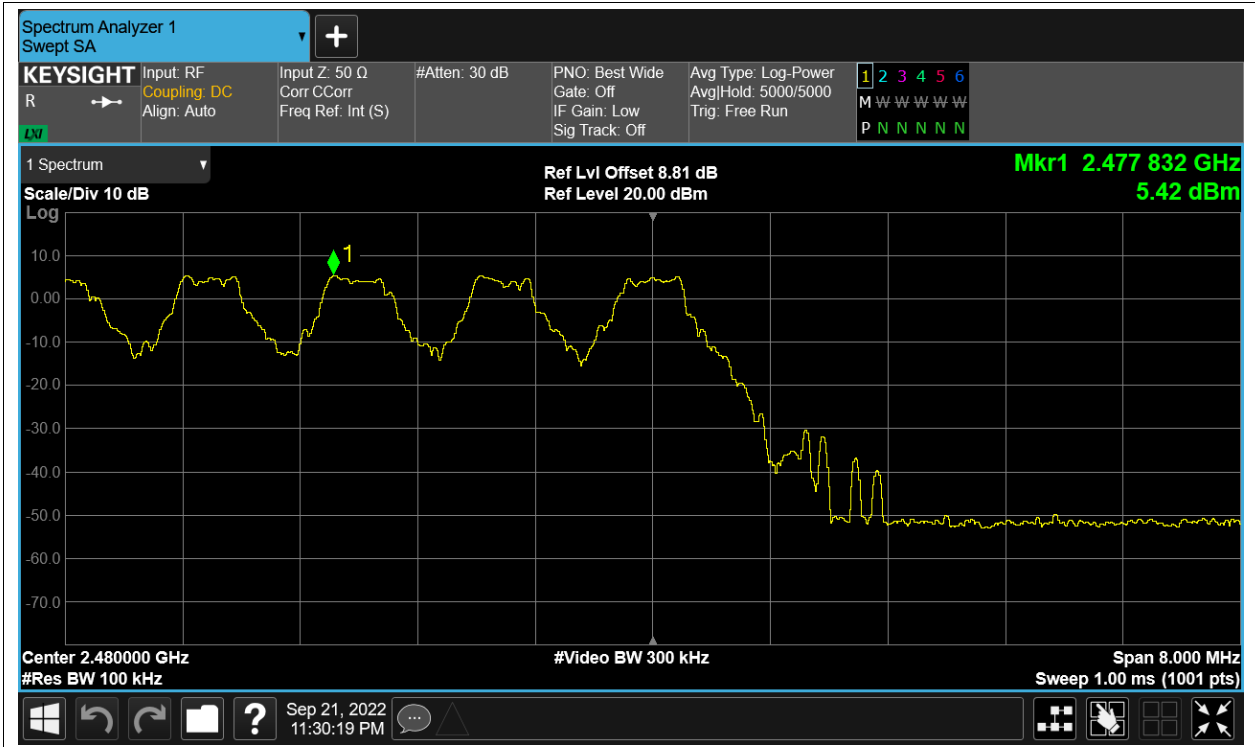 Spectrum Analyzer 1
Swept SA
KEYSIGHT
R
LXI
Input: RF
Coupling: DC
Align: Auto
Input Z: 50 Ω
Corr CCorr
Freq Ref: Int (S)
#Atten: 30 dB
PNO: Best Wide
Gate: Off
IF Gain: Low
Sig Track: Off
Avg Type: Log-Power
Avg|Hold: 5000/5000
Trig: Free Run
1 2 3 4 5 6
M W W W W W
P N N N N N
1 Spectrum
Scale/Div 10 dB
Log
Ref Lvl Offset 8.81 dB
Ref Level 20.00 dBm
Mkr1 2.477 832 GHz
5.42 dBm
1
10.0
0.00
-10.0
-20.0
-30.0
-40.0
-50.0
-60.0
-70.0
Center 2.480000 GHz
#Res BW 100 kHz
#Video BW 300 kHz
Span 8.000 MHz
Sweep 1.00 ms (1001 pts)
?
Sep 21, 2022
11:30:19 PM